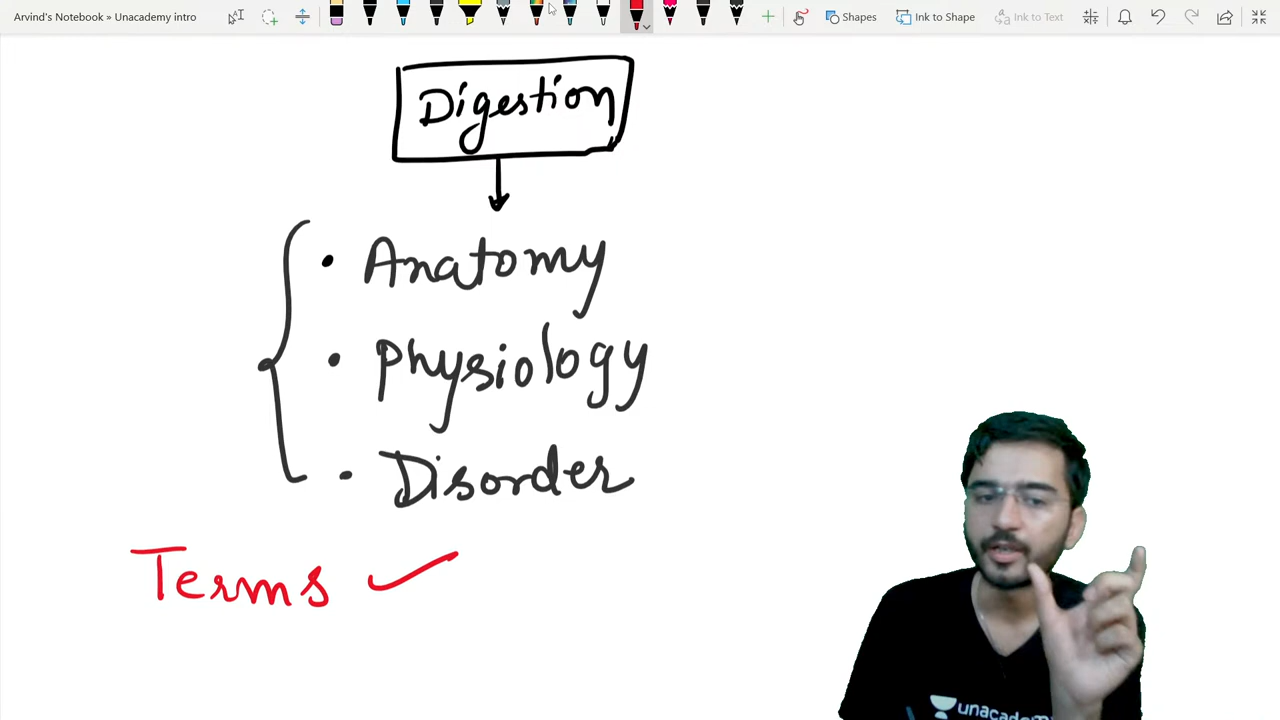 Arvind's Notebook » Unacademy intro
Shapes
Ink to Shape
Ink to Text
Digestion
• Anatomy
• Physiology
• Disorder
Terms ✓
unacademy